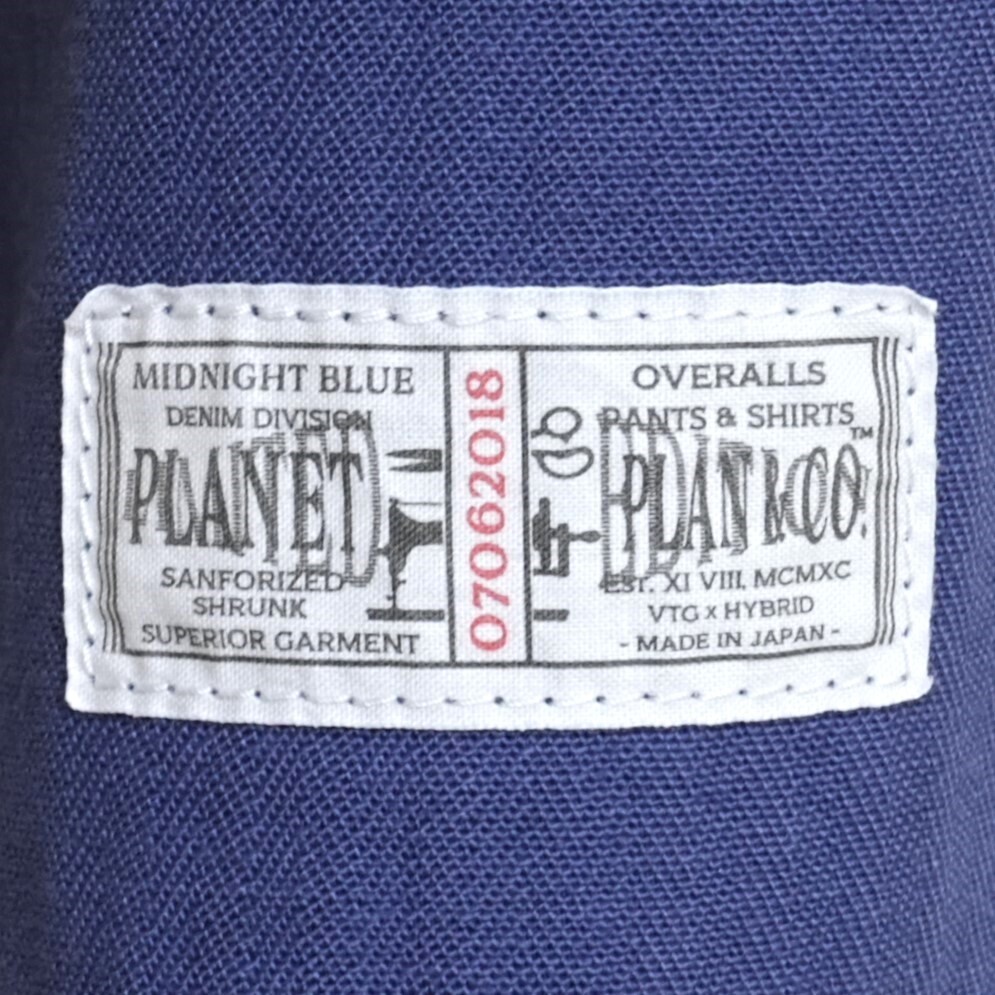 MIDNIGHT BLUE
DENIM DIVISION
PLANET
SANFORIZED
SHRUNK
SUPERIOR GARMENT
07062018
OVERALLS
PANTS & SHIRTS
PLAN & CO.™
EST. XI VIII. MCMXC
VTG x HYBRID
- MADE IN JAPAN -